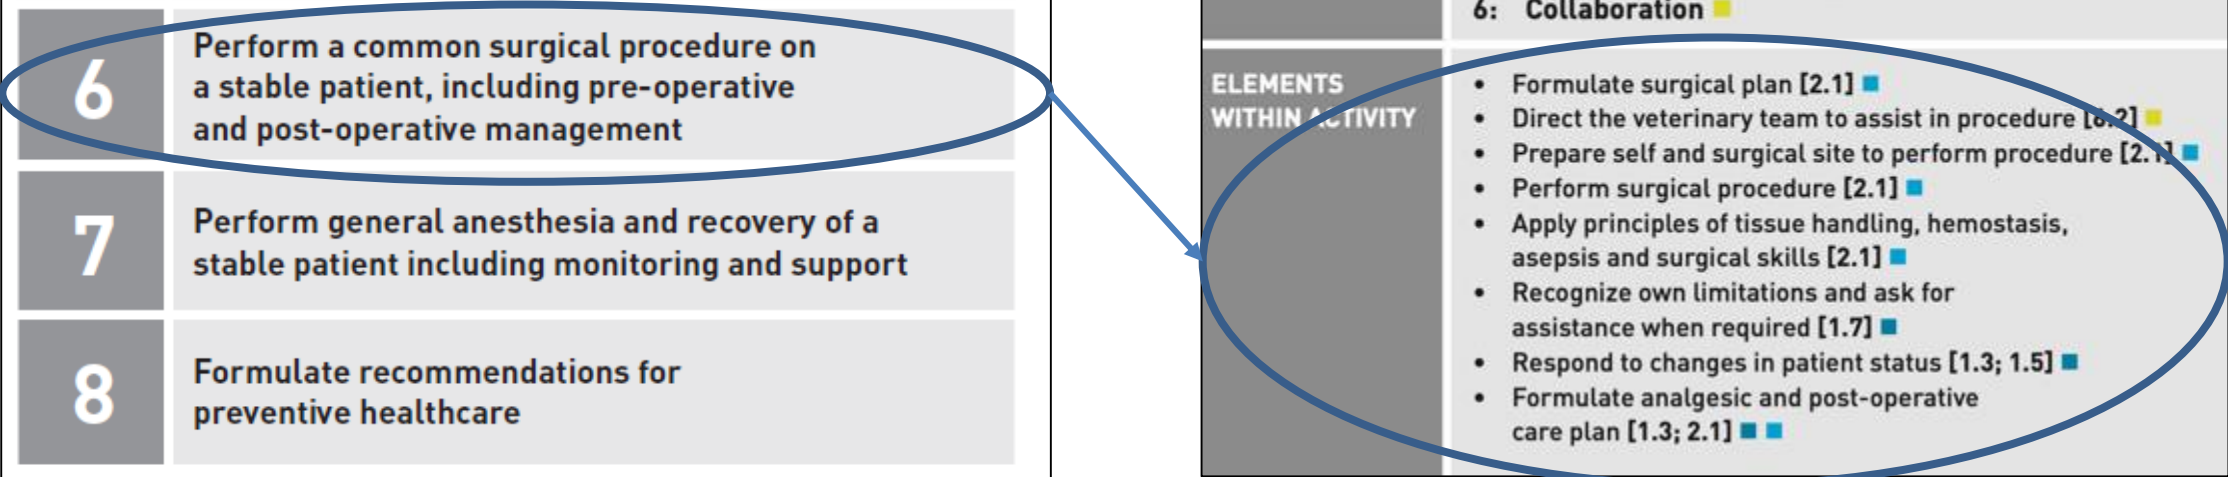 6
Perform a common surgical procedure on
a stable patient, including pre-operative
and post-operative management
7
Perform general anesthesia and recovery of a
stable patient including monitoring and support
8
Formulate recommendations for
preventive healthcare
6: Collaboration
ELEMENTS
WITHIN ACTIVITY
• Formulate surgical plan [2.1]
• Direct the veterinary team to assist in procedure [6.2]
• Prepare self and surgical site to perform procedure [2.1]
• Perform surgical procedure [2.1]
• Apply principles of tissue handling, hemostasis,
asepsis and surgical skills [2.1]
• Recognize own limitations and ask for
assistance when required [1.7]
• Respond to changes in patient status [1.3; 1.5]
• Formulate analgesic and post-operative
care plan [1.3; 2.1]